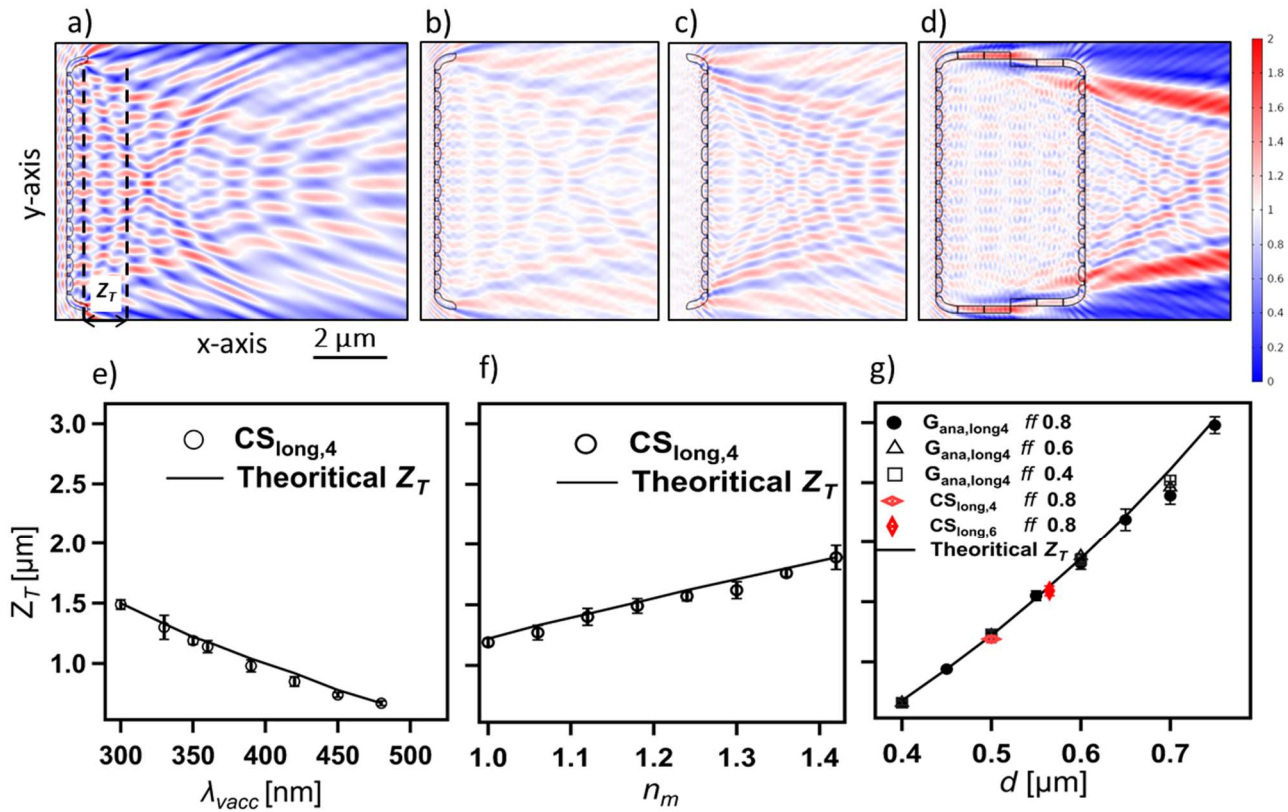 a)
b)
c)
d)
y-axis
Z_T
x-axis
2 μm
2
1.8
1.6
1.4
1.2
1
0.8
0.6
0.4
0.2
0
e)
f)
g)
Z_T [μm]
3.0
2.5
2.0
1.5
1.0
CS_long,4
Theoritical Z_T
300 350 400 450 500
λ_vacc [nm]
CS_long,4
Theoritical Z_T
1.0 1.1 1.2 1.3 1.4
n_m
G_ana,long4 ff 0.8
G_ana,long4 ff 0.6
G_ana,long4 ff 0.4
CS_long,4 ff 0.8
CS_long,6 ff 0.8
Theoritical Z_T
0.4 0.5 0.6 0.7
d [μm]